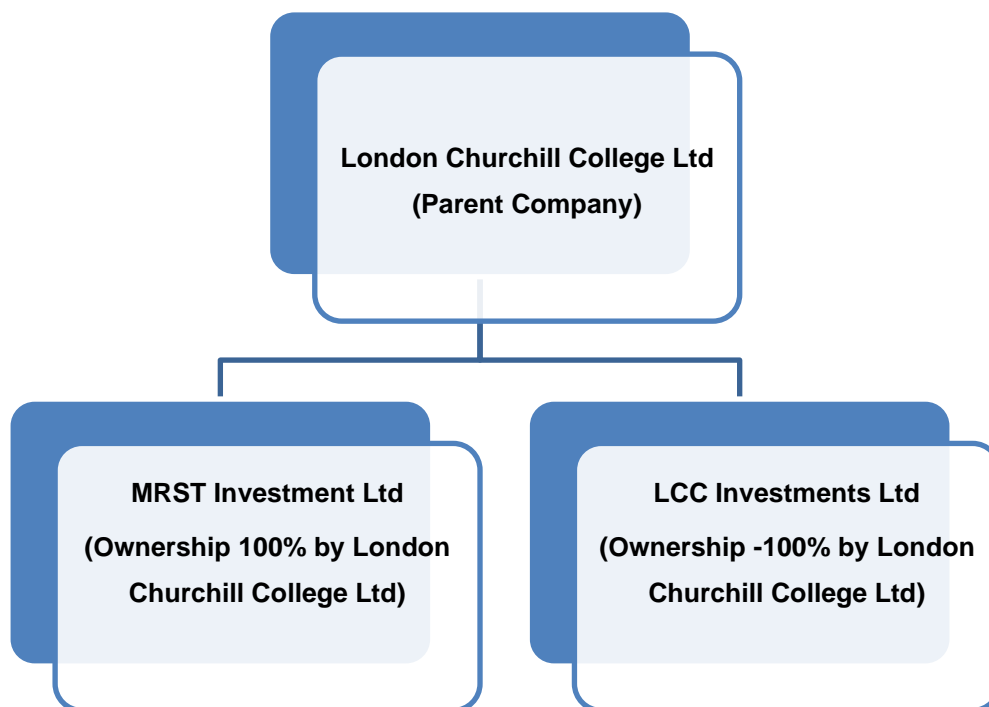 London Churchill College Ltd
(Parent Company)
MRST Investment Ltd
(Ownership 100% by London
Churchill College Ltd)
LCC Investments Ltd
(Ownership -100% by London
Churchill College Ltd)